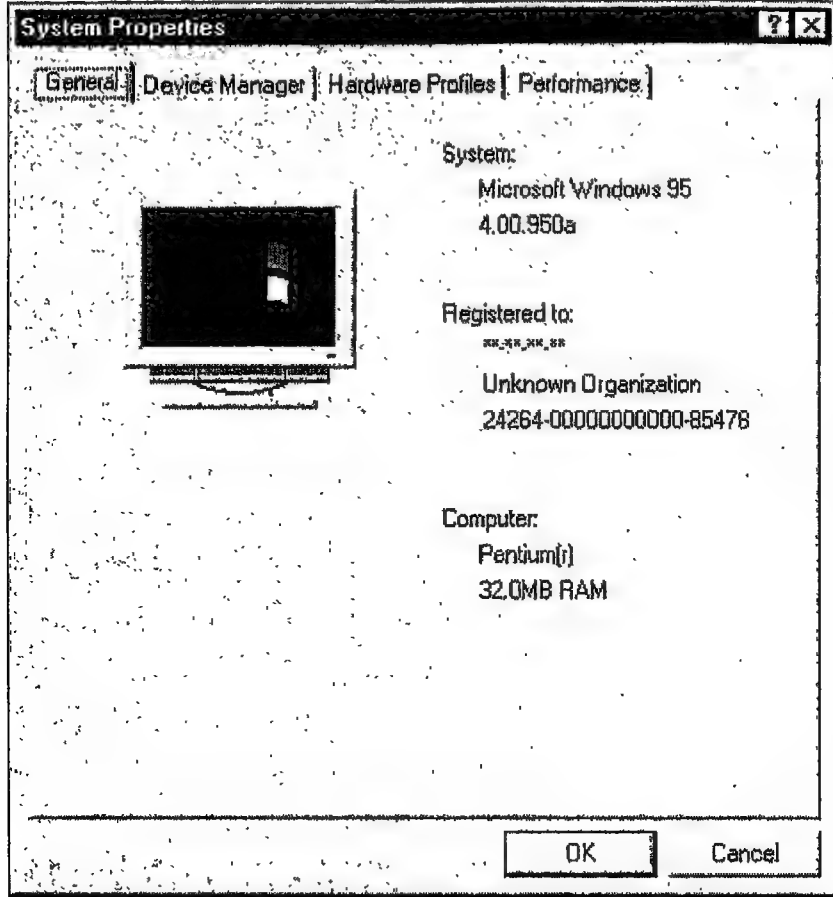 System Properties
General Device Manager Hardware Profiles Performance
System:
Microsoft Windows 95
4.00.950a
Registered to:
**_**_**_**
Unknown Organization
24264-00000000000-85478
Computer:
Pentium(r)
32.0MB RAM
OK Cancel